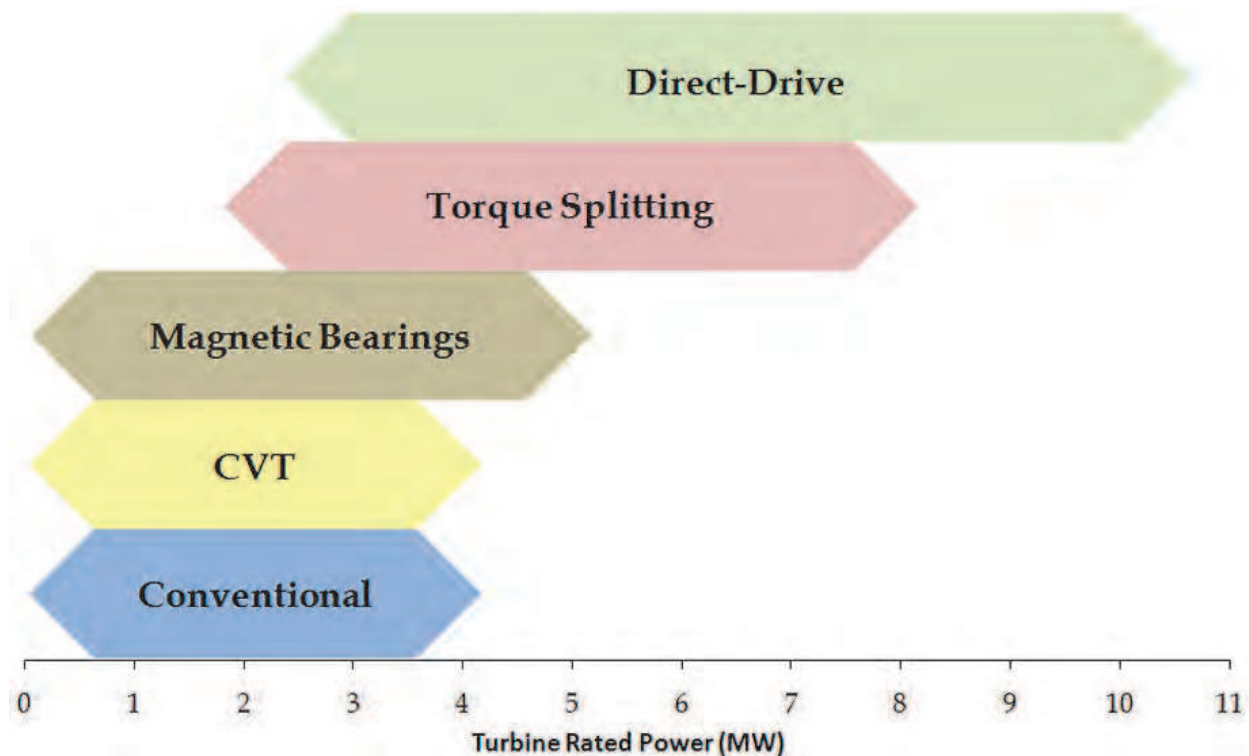 Direct-Drive
Torque Splitting
Magnetic Bearings
CVT
Conventional
0 1 2 3 4 5 6 7 8 9 10 11
Turbine Rated Power (MW)